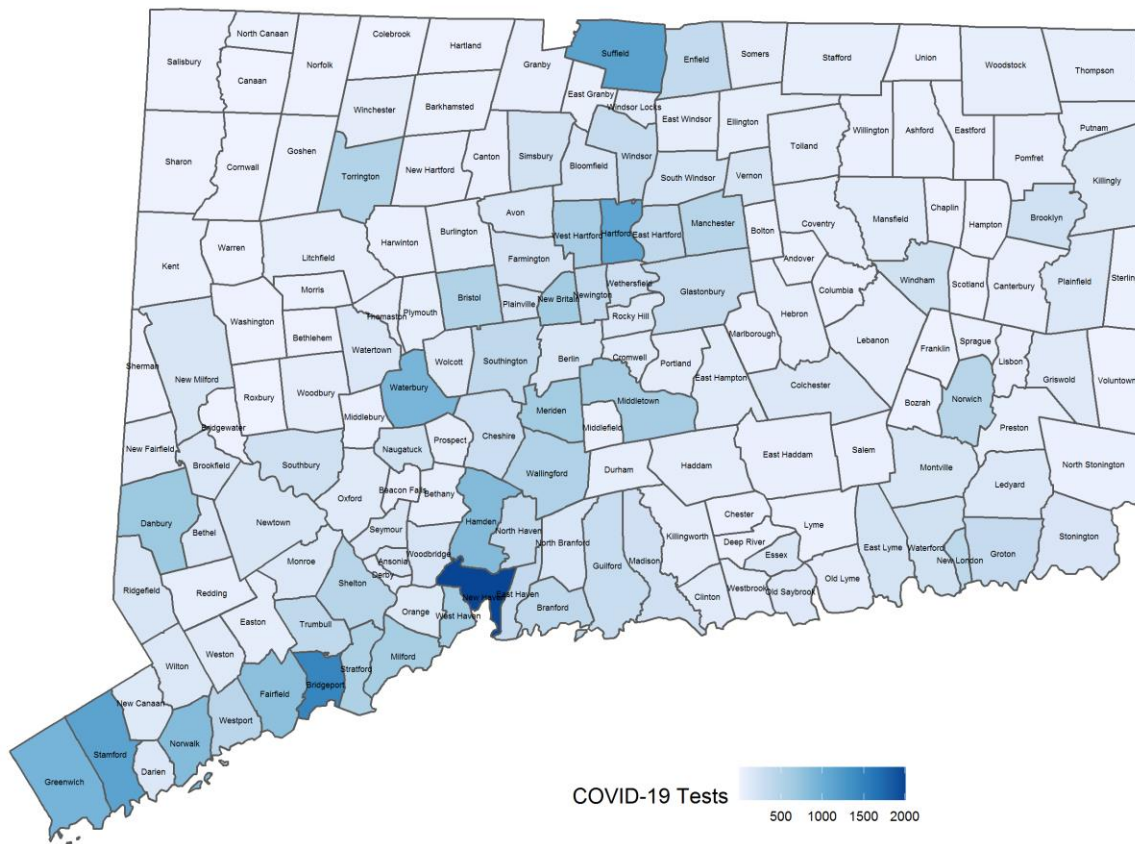 North Canaan
Colebrook
Hartland
Salisbury
Canaan
Norfolk
Granby
Suffield
Enfield
Somers
Stafford
Union
Woodstock
Thompson
East Granby
Windsor Locks
Winchester
Barkhamsted
East Windsor
Ellington
Willington
Ashford
Eastford
Putnam
Sharon
Cornwall
Goshen
Torrington
New Hartford
Canton
Simsbury
Bloomfield
Windsor
South Windsor
Vernon
Tolland
Pomfret
Killingly
Avon
Mansfield
Chaplin
Hampton
Brooklyn
Kent
Warren
Litchfield
Harwinton
Burlington
Farmington
West Hartford
Hartford
East Hartford
Manchester
Bolton
Coventry
Andover
Morris
Bristol
Plainville
New Britain
Newington
Wethersfield
Glastonbury
Columbia
Windham
Scotland
Canterbury
Plainfield
Sterlin
Washington
Bethlehem
Thomaston
Plymouth
Rocky Hill
Hebron
Marlborough
Lebanon
Franklin
Sprague
Lisbon
Sherman
New Milford
Watertown
Wolcott
Southington
Berlin
Cromwell
Portland
East Hampton
Colchester
Griswold
Voluntown
Roxbury
Woodbury
Waterbury
Meriden
Middletown
Bozrah
Norwich
Bridgewater
Middlebury
Middlefield
Preston
New Fairfield
Brookfield
Southbury
Naugatuck
Prospect
Cheshire
Wallingford
Durham
Haddam
East Haddam
Salem
Montville
North Stonington
Ledyard
Danbury
Bethel
Newtown
Oxford
Beacon Falls
Bethany
Hamden
North Haven
North Branford
Chester
Lyme
Seymour
Woodbridge
Guilford
Madison
Killingworth
Deep River
Essex
East Lyme
Waterford
New London
Groton
Stonington
Ridgefield
Redding
Monroe
Ansonia
Derby
Shelton
Orange
New Haven
East Haven
Branford
Clinton
Westbrook
Old Saybrook
Old Lyme
Easton
Trumbull
West Haven
Wilton
Weston
Stratford
Milford
New Canaan
Westport
Fairfield
Bridgeport
Greenwich
Stamford
Darien
Norwalk
COVID-19 Tests
500 1000 1500 2000